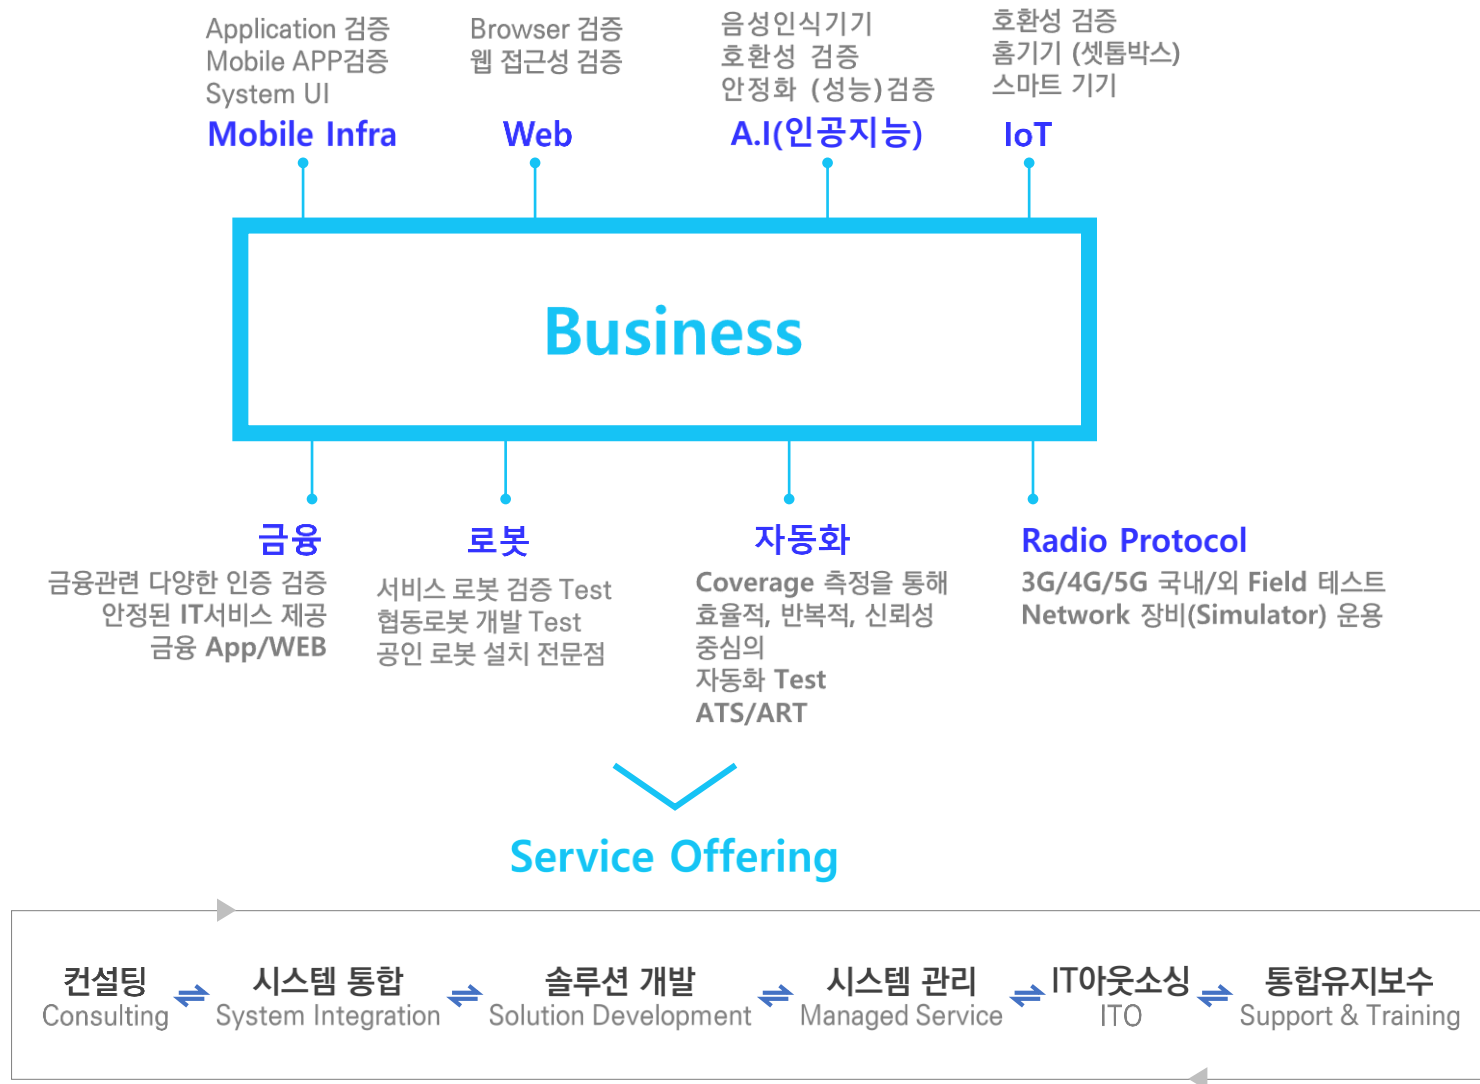 Application 검증
Mobile APP검증
System UI
Mobile Infra
Browser 검증
웹 접근성 검증
Web
음성인식기기
호환성 검증
안정화 (성능)검증
A.I(인공지능)
호환성 검증
홈기기 (셋톱박스)
스마트 기기
IoT
Business
금융
금융관련 다양한 인증 검증
안정된 IT서비스 제공
금융 App/WEB
로봇
서비스 로봇 검증 Test
협동로봇 개발 Test
공인 로봇 설치 전문점
자동화
Coverage 측정을 통해
효율적, 반복적, 신뢰성
중심의
자동화 Test
ATS/ART
Radio Protocol
3G/4G/5G 국내/외 Field 테스트
Network 장비(Simulator) 운용
Service Offering
컨설팅
Consulting
시스템 통합
System Integration
솔루션 개발
Solution Development
시스템 관리
Managed Service
IT아웃소싱
ITO
통합유지보수
Support & Training